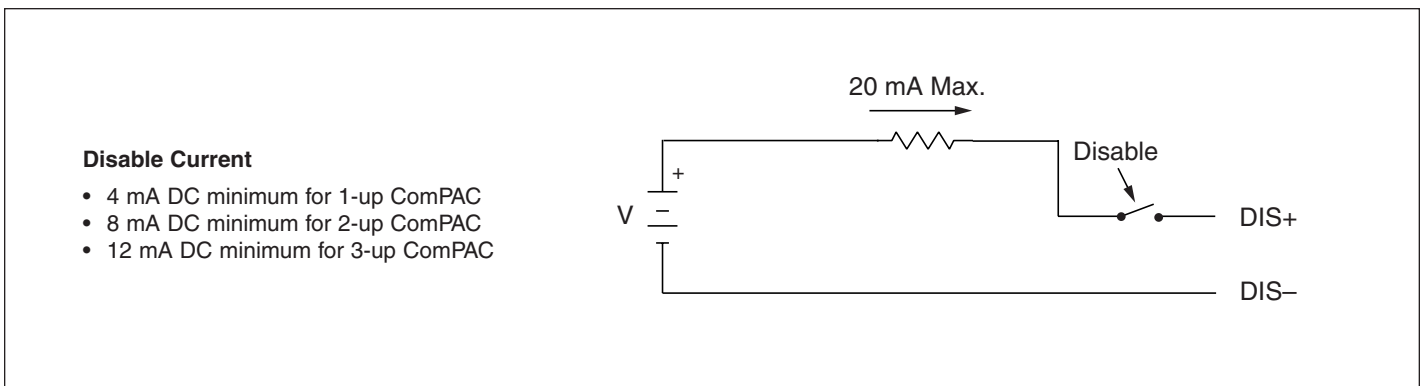 Disable Current
• 4 mA DC minimum for 1-up ComPAC
• 8 mA DC minimum for 2-up ComPAC
• 12 mA DC minimum for 3-up ComPAC
20 mA Max.
Disable
+
V
DIS+
DIS–